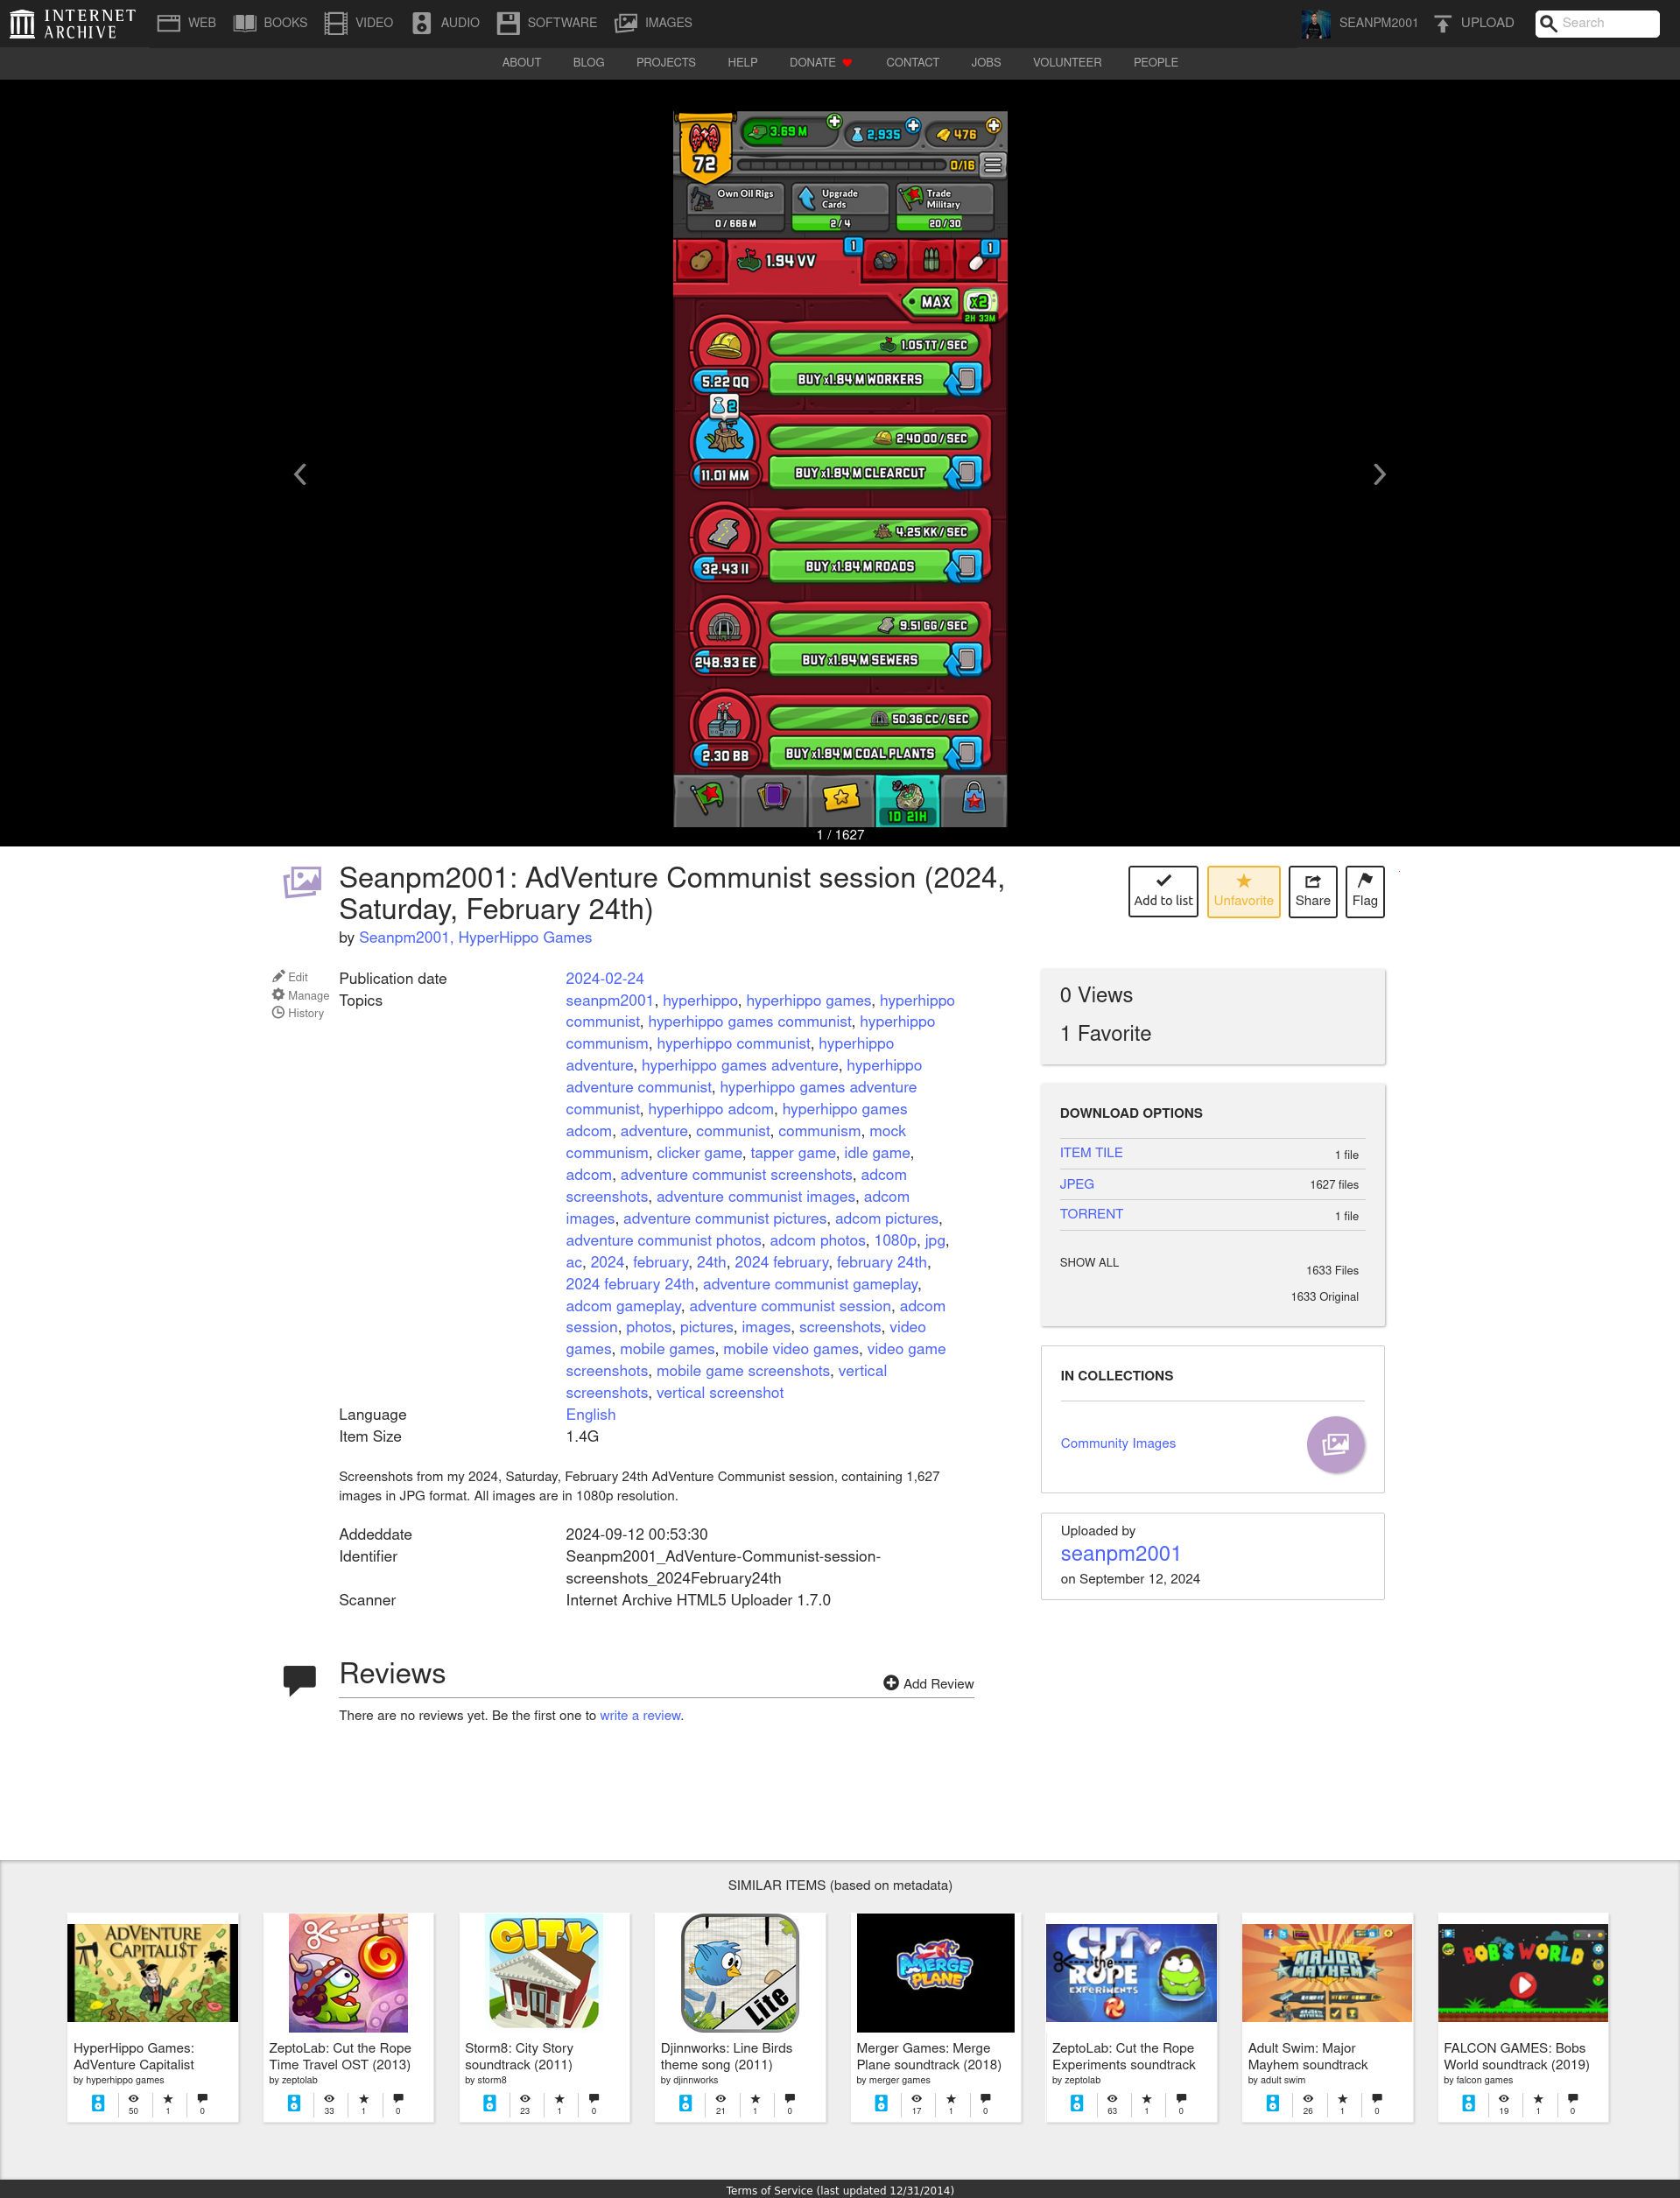 INTERNET ARCHIVE
WEB BOOKS VIDEO AUDIO SOFTWARE IMAGES SEANPM2001 UPLOAD Search
ABOUT BLOG PROJECTS HELP DONATE CONTACT JOBS VOLUNTEER PEOPLE
72 3.69 M 2,935 476
0/16
Own Oil Rigs
0 / 666 M
Upgrade Cards
2 / 4
Trade Military
20 / 30
1.94 VV 1 1
MAX x2
2H 33M
1.05 TT / SEC
5.22 QQ BUY x1.84 M WORKERS
2
2.40 OO / SEC
11.01 MM BUY x1.84 M CLEARCUT
4.25 KK / SEC
32.43 II BUY x1.84 M ROADS
9.51 GG / SEC
248.93 EE BUY x1.84 M SEWERS
50.36 CC / SEC
2.30 BB BUY x1.84 M COAL PLANTS
1D 21H
1 / 1627
Seanpm2001: AdVenture Communist session (2024,
Saturday, February 24th)
by Seanpm2001, HyperHippo Games
Add to list Unfavorite Share Flag
Edit
Manage
History
Publication date 2024-02-24
Topics seanpm2001, hyperhippo, hyperhippo games, hyperhippo
communist, hyperhippo games communist, hyperhippo
communism, hyperhippo communist, hyperhippo
adventure, hyperhippo games adventure, hyperhippo
adventure communist, hyperhippo games adventure
communist, hyperhippo adcom, hyperhippo games
adcom, adventure, communist, communism, mock
communism, clicker game, tapper game, idle game,
adcom, adventure communist screenshots, adcom
screenshots, adventure communist images, adcom
images, adventure communist pictures, adcom pictures,
adventure communist photos, adcom photos, 1080p, jpg,
ac, 2024, february, 24th, 2024 february, february 24th,
2024 february 24th, adventure communist gameplay,
adcom gameplay, adventure communist session, adcom
session, photos, pictures, images, screenshots, video
games, mobile games, mobile video games, video game
screenshots, mobile game screenshots, vertical
screenshots, vertical screenshot
Language English
Item Size 1.4G
Screenshots from my 2024, Saturday, February 24th AdVenture Communist session, containing 1,627
images in JPG format. All images are in 1080p resolution.
Addeddate 2024-09-12 00:53:30
Identifier Seanpm2001_AdVenture-Communist-session-
screenshots_2024February24th
Scanner Internet Archive HTML5 Uploader 1.7.0
0 Views
1 Favorite
DOWNLOAD OPTIONS
ITEM TILE 1 file
JPEG 1627 files
TORRENT 1 file
SHOW ALL 1633 Files
1633 Original
IN COLLECTIONS
Community Images
Uploaded by
seanpm2001
on September 12, 2024
Reviews
Add Review
There are no reviews yet. Be the first one to write a review.
SIMILAR ITEMS (based on metadata)
ADVENTURE
CAPITALI$T
HyperHippo Games:
AdVenture Capitalist
by hyperhippo games
50 1 0
ZeptoLab: Cut the Rope
Time Travel OST (2013)
by zeptolab
33 1 0
CITY
Storm8: City Story
soundtrack (2011)
by storm8
23 1 0
Lite
Djinnworks: Line Birds
theme song (2011)
by djinnworks
21 1 0
MERGE
PLANE
Merger Games: Merge
Plane soundtrack (2018)
by merger games
17 1 0
CUT
the
ROPE
EXPERIMENTS
ZeptoLab: Cut the Rope
Experiments soundtrack
by zeptolab
63 1 0
MAJOR
MAYHEM
Adult Swim: Major
Mayhem soundtrack
by adult swim
26 1 0
BOB'S WORLD
FALCON GAMES: Bobs
World soundtrack (2019)
by falcon games
19 1 0
Terms of Service (last updated 12/31/2014)